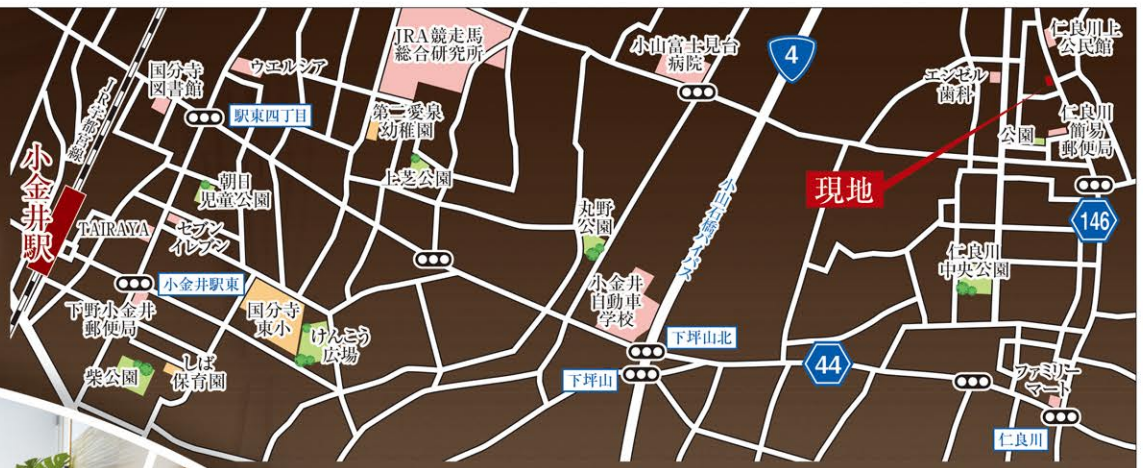 JRA競走馬
総合研究所
小山富士見台
病院
4
仁良川上
公民館
国分寺
図書館
ウエルシア
エンゼル
歯科
JR宇都宮線
駅東四丁目
第二愛泉
幼稚園
公園
仁良川
簡易
郵便局
小金井駅
朝日
児童公園
上芝公園
小山石橋バイパス
現地
丸野
公園
146
TAIRAYA
セブン
イレブン
仁良川
中央公園
小金井駅東
小金井
自動車
学校
下野小金井
郵便局
国分寺
東小
けんこう
広場
下坪山北
44
柴公園
しば
保育園
下坪山
ファミリー
マート
仁良川